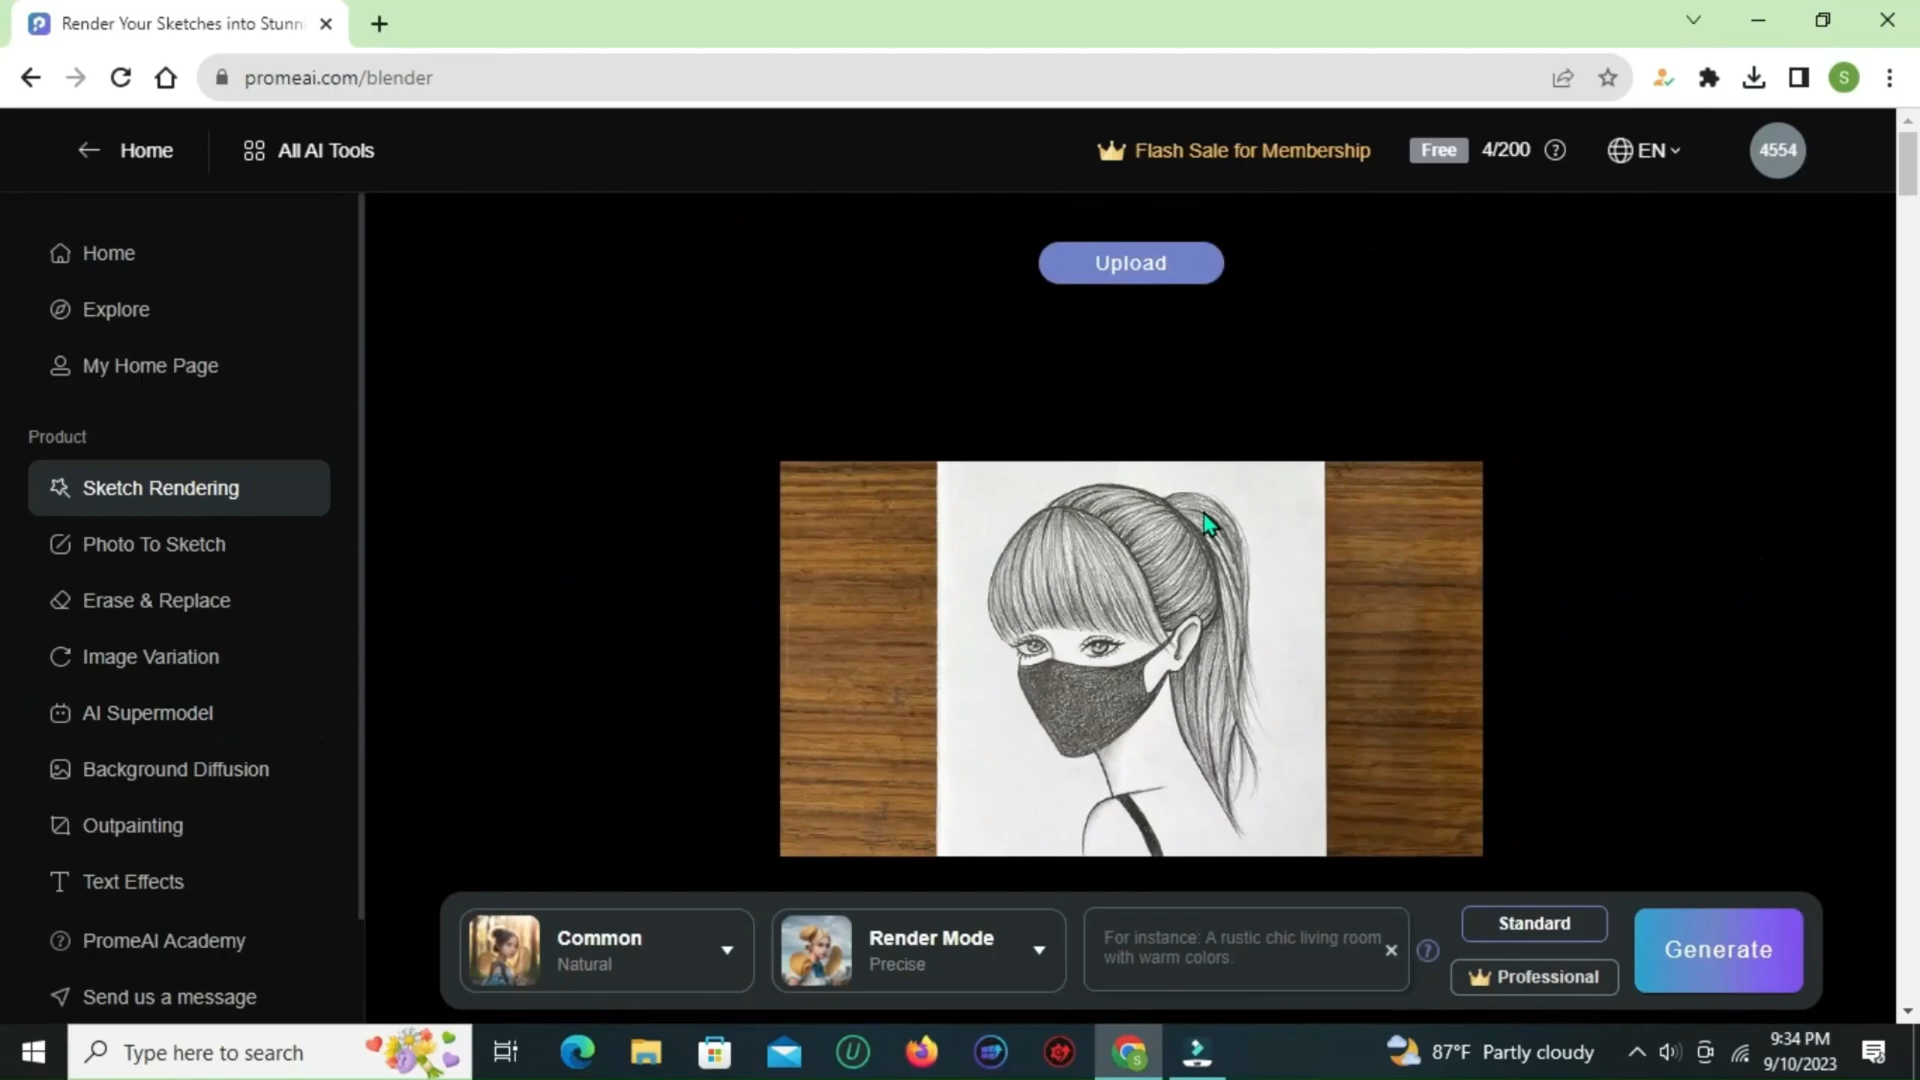 Render Your Sketches into Stunni
promeai.com/blender
S
Home
All AI Tools
Flash Sale for Membership
Free
4/200
EN
4554
Home
Explore
My Home Page
Product
Sketch Rendering
Photo To Sketch
Erase & Replace
Image Variation
AI Supermodel
Background Diffusion
Outpainting
Text Effects
PromeAI Academy
Send us a message
Upload
Common
Natural
Render Mode
Precise
For instance: A rustic chic living room
with warm colors.
Standard
Professional
Generate
Type here to search
87°F Partly cloudy
9:34 PM
9/10/2023